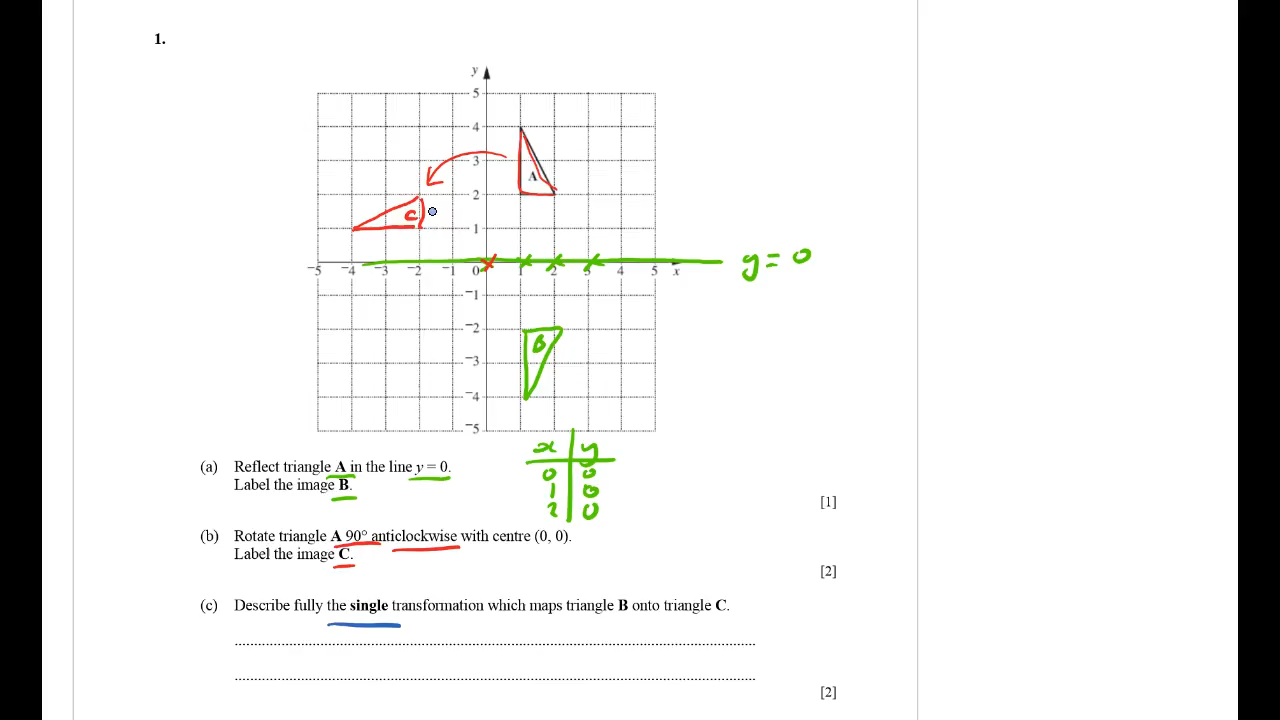 1.
y
5
4
3
A
2
C
1
-5 -4 -3 -2 -1 0 1 2 3 4 5 x
y = 0
-1
-2
B
-3
-4
-5
x y
0 0
1 0
2 0
(a) Reflect triangle A in the line y = 0.
Label the image B.
[1]
(b) Rotate triangle A 90° anticlockwise with centre (0, 0).
Label the image C.
[2]
(c) Describe fully the single transformation which maps triangle B onto triangle C.
[2]